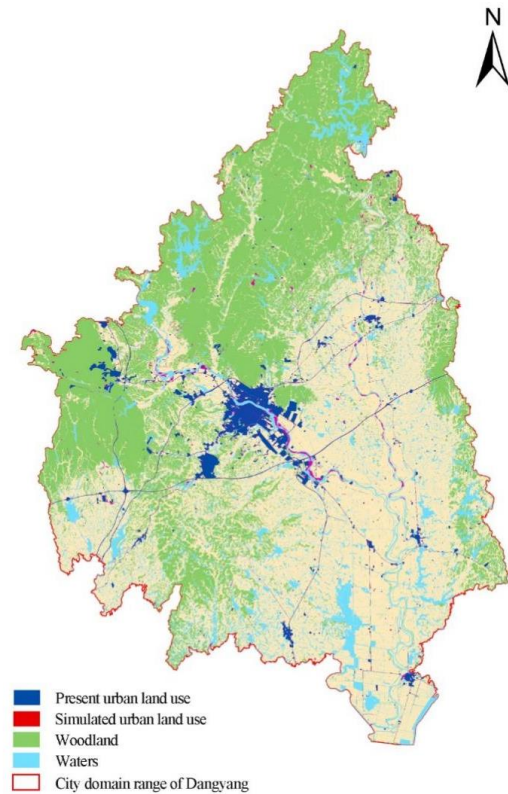 N
Present urban land use
Simulated urban land use
Woodland
Waters
City domain range of Dangyang